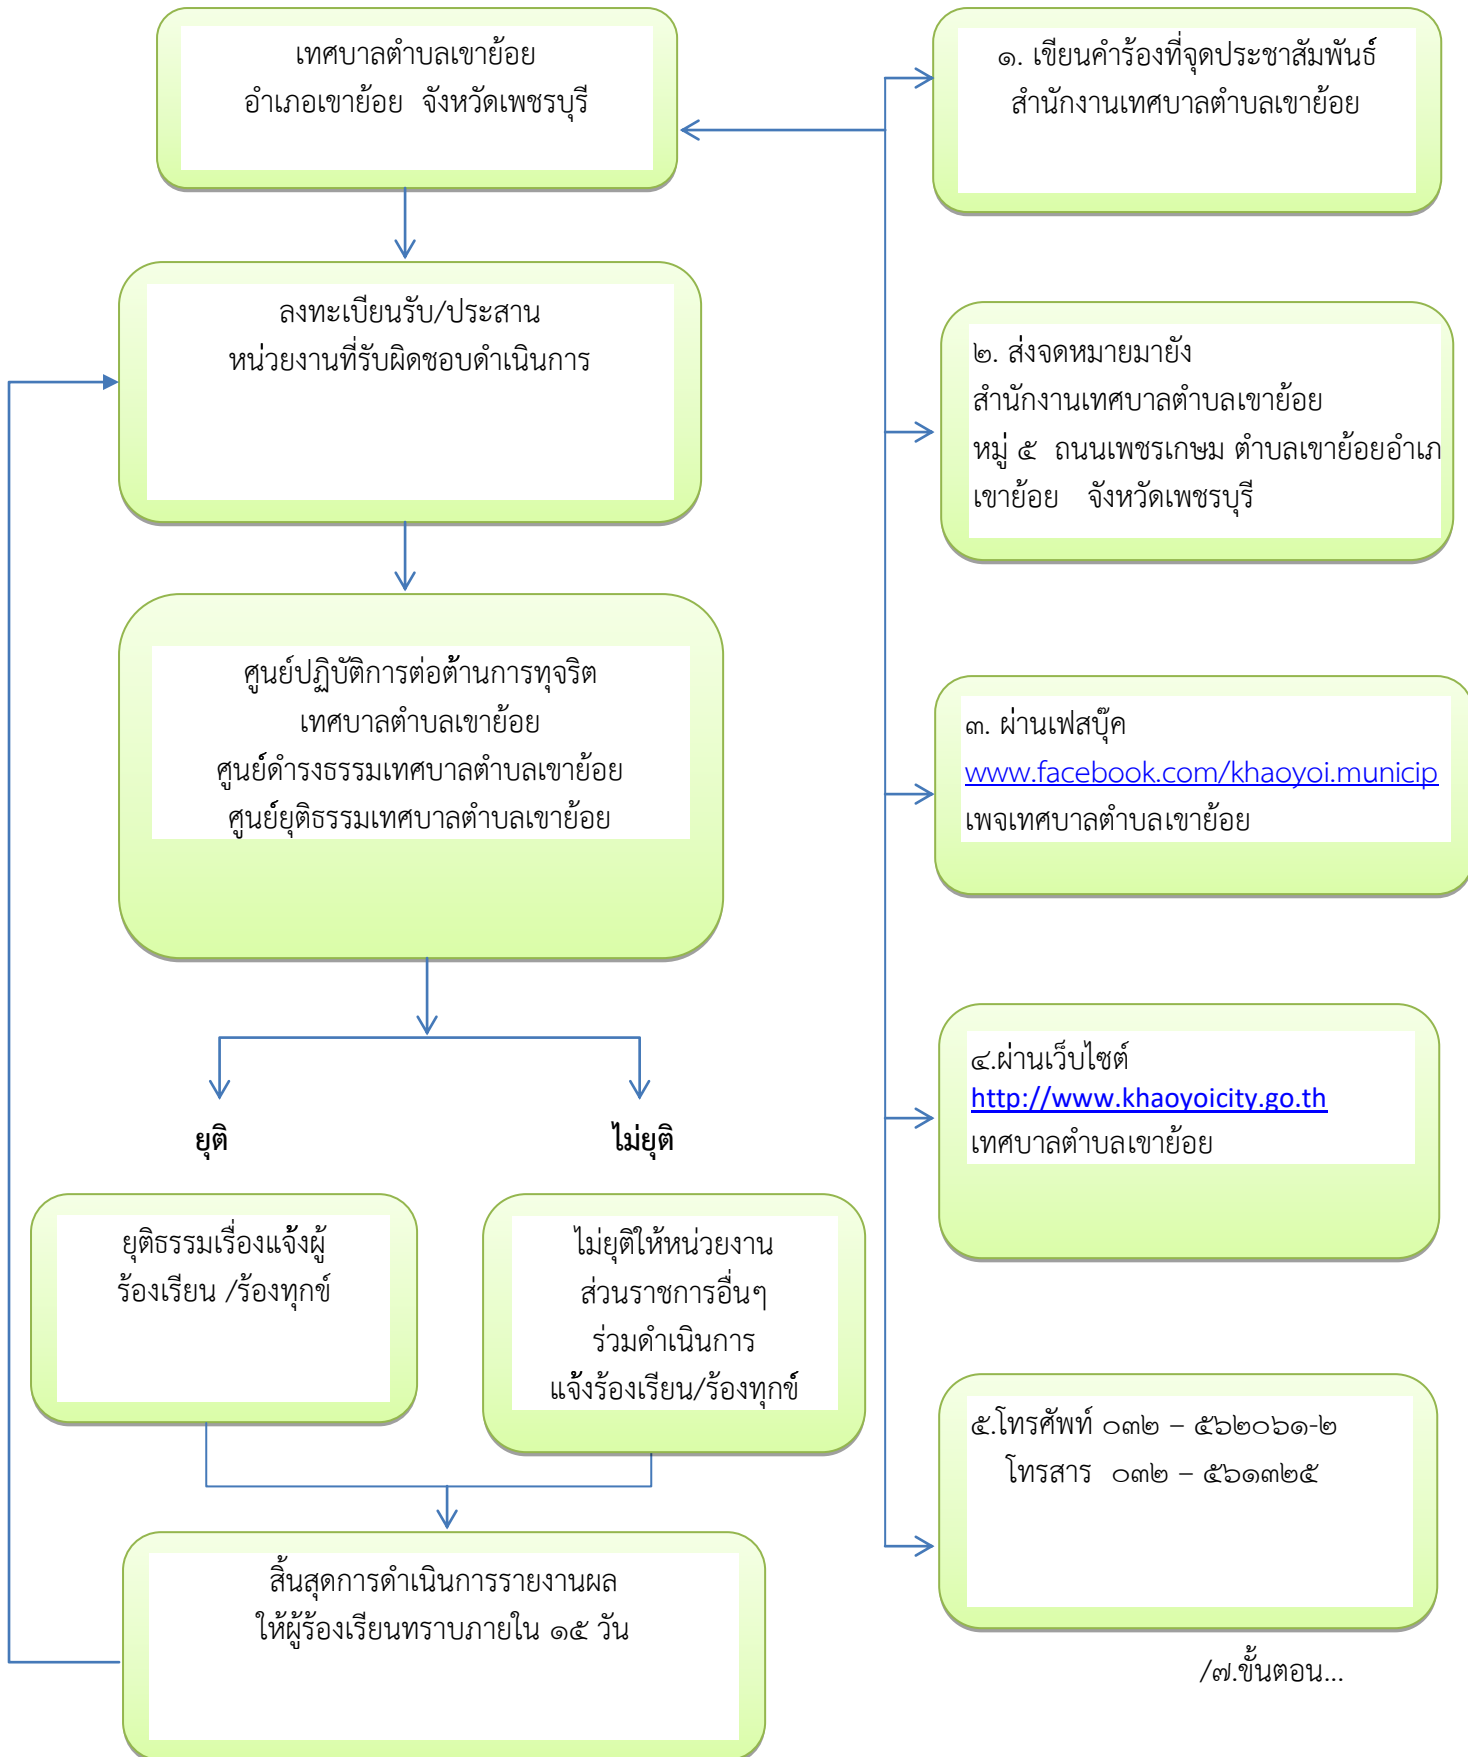 เทศบาลตำบลเขาย้อย
อำเภอเขาย้อย  จังหวัดเพชรบุรี
ลงทะเบียนรับ/ประสาน
หน่วยงานที่รับผิดชอบดำเนินการ
ศูนย์ปฏิบัติการต่อต้านการทุจริต
เทศบาลตำบลเขาย้อย
ศูนย์ดำรงธรรมเทศบาลตำบลเขาย้อย
ศูนย์ยุติธรรมเทศบาลตำบลเขาย้อย
ยุติ
ไม่ยุติ
ยุติธรรมเรื่องแจ้งผู้
ร้องเรียน /ร้องทุกข์
ไม่ยุติให้หน่วยงาน
ส่วนราชการอื่นๆ
ร่วมดำเนินการ
แจ้งร้องเรียน/ร้องทุกข์
สิ้นสุดการดำเนินการรายงานผล
ให้ผู้ร้องเรียนทราบภายใน ๑๕ วัน
๑. เขียนคำร้องที่จุดประชาสัมพันธ์
สำนักงานเทศบาลตำบลเขาย้อย
๒. ส่งจดหมายมายัง
สำนักงานเทศบาลตำบลเขาย้อย
หมู่ ๕  ถนนเพชรเกษม ตำบลเขาย้อยอำเภ
เขาย้อย   จังหวัดเพชรบุรี
๓. ผ่านเฟสบุ๊ค
www.facebook.com/khaoyoi.municip
เพจเทศบาลตำบลเขาย้อย
๔.ผ่านเว็บไซต์
http://www.khaoyoicity.go.th
เทศบาลตำบลเขาย้อย
๕.โทรศัพท์ ๐๓๒ – ๕๖๒๐๖๑-๒
โทรสาร  ๐๓๒ – ๕๖๑๓๒๕
/๗.ขั้นตอน...